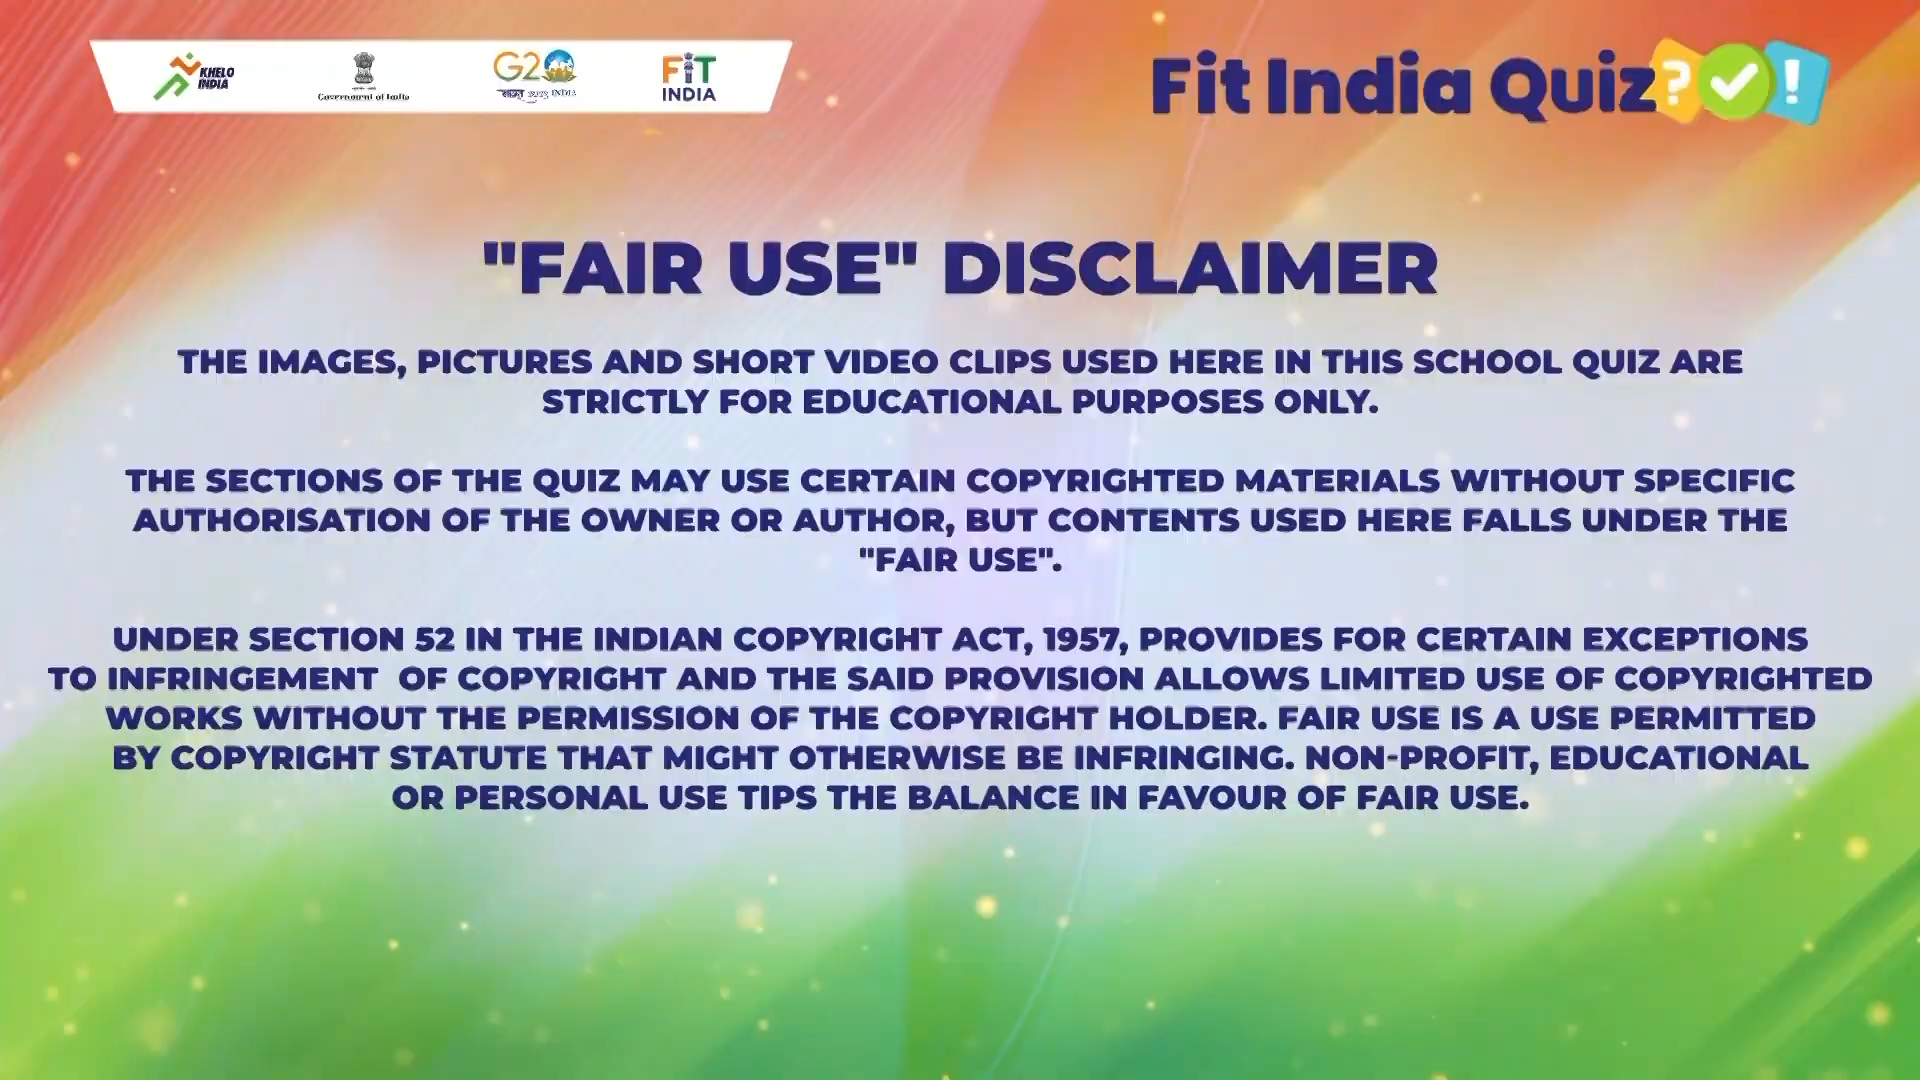 KHELO
INDIA
Government of India
G20
भारत 2023 INDIA
FIT
INDIA
Fit India Quiz?!
"FAIR USE" DISCLAIMER
THE IMAGES, PICTURES AND SHORT VIDEO CLIPS USED HERE IN THIS SCHOOL QUIZ ARE
STRICTLY FOR EDUCATIONAL PURPOSES ONLY.
THE SECTIONS OF THE QUIZ MAY USE CERTAIN COPYRIGHTED MATERIALS WITHOUT SPECIFIC
AUTHORISATION OF THE OWNER OR AUTHOR, BUT CONTENTS USED HERE FALLS UNDER THE
"FAIR USE".
UNDER SECTION 52 IN THE INDIAN COPYRIGHT ACT, 1957, PROVIDES FOR CERTAIN EXCEPTIONS
TO INFRINGEMENT OF COPYRIGHT AND THE SAID PROVISION ALLOWS LIMITED USE OF COPYRIGHTED
WORKS WITHOUT THE PERMISSION OF THE COPYRIGHT HOLDER. FAIR USE IS A USE PERMITTED
BY COPYRIGHT STATUTE THAT MIGHT OTHERWISE BE INFRINGING. NON-PROFIT, EDUCATIONAL
OR PERSONAL USE TIPS THE BALANCE IN FAVOUR OF FAIR USE.